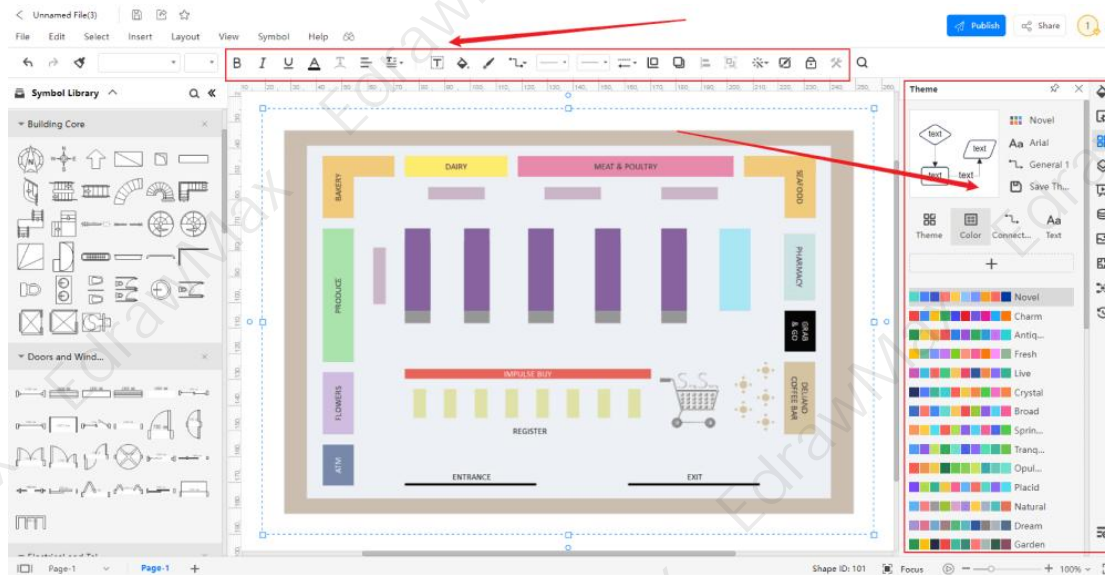 Unnamed File(3)
Publish
Share
1
File Edit Select Insert Layout View Symbol Help
B I U A T
Symbol Library
Theme
Building Core
text
text
text
text
Novel
Aa Arial
General 1
Save Th...
Theme Color Connect... Aa Text
+
Novel
Charm
Antiq...
Fresh
Live
Crystal
Broad
Sprin...
Tranq...
Opul...
Placid
Natural
Dream
Garden
Doors and Wind...
BAKERY
DAIRY
MEAT & POULTRY
SEAFOOD
PRODUCE
PHARMACY
GRAB & GO
IMPULSE BUY
FLOWERS
DELI AND COFFEE BAR
REGISTER
ATM
ENTRANCE
EXIT
Page-1
Page-1
+
Shape ID: 101
Focus
100%
EdrawMax